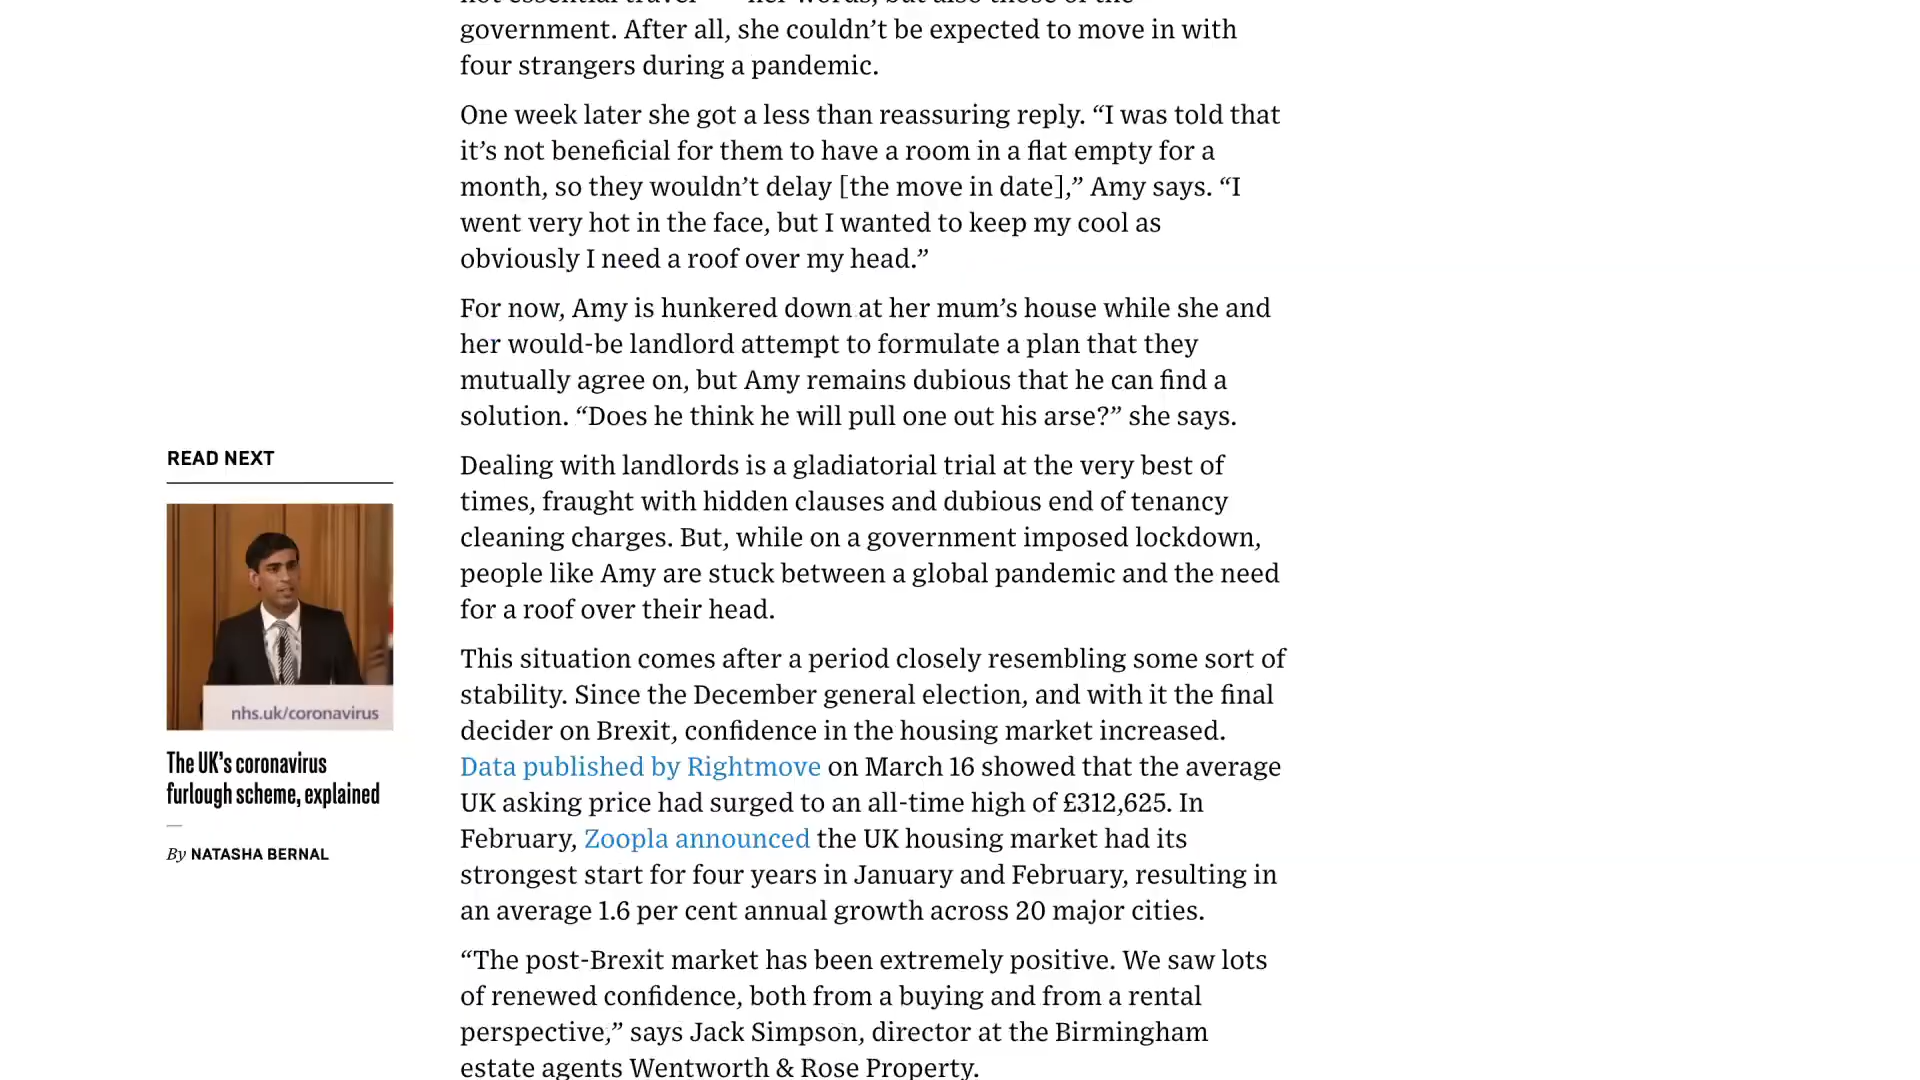 government. After all, she couldn’t be expected to move in with
four strangers during a pandemic.
One week later she got a less than reassuring reply. “I was told that
it’s not beneficial for them to have a room in a flat empty for a
month, so they wouldn’t delay [the move in date],” Amy says. “I
went very hot in the face, but I wanted to keep my cool as
obviously I need a roof over my head.”
For now, Amy is hunkered down at her mum’s house while she and
her would-be landlord attempt to formulate a plan that they
mutually agree on, but Amy remains dubious that he can find a
solution. “Does he think he will pull one out his arse?” she says.
READ NEXT
nhs.uk/coronavirus
The UK’s coronavirus
furlough scheme, explained
By NATASHA BERNAL
Dealing with landlords is a gladiatorial trial at the very best of
times, fraught with hidden clauses and dubious end of tenancy
cleaning charges. But, while on a government imposed lockdown,
people like Amy are stuck between a global pandemic and the need
for a roof over their head.
This situation comes after a period closely resembling some sort of
stability. Since the December general election, and with it the final
decider on Brexit, confidence in the housing market increased.
Data published by Rightmove on March 16 showed that the average
UK asking price had surged to an all-time high of £312,625. In
February, Zoopla announced the UK housing market had its
strongest start for four years in January and February, resulting in
an average 1.6 per cent annual growth across 20 major cities.
“The post-Brexit market has been extremely positive. We saw lots
of renewed confidence, both from a buying and from a rental
perspective,” says Jack Simpson, director at the Birmingham
estate agents Wentworth & Rose Property.